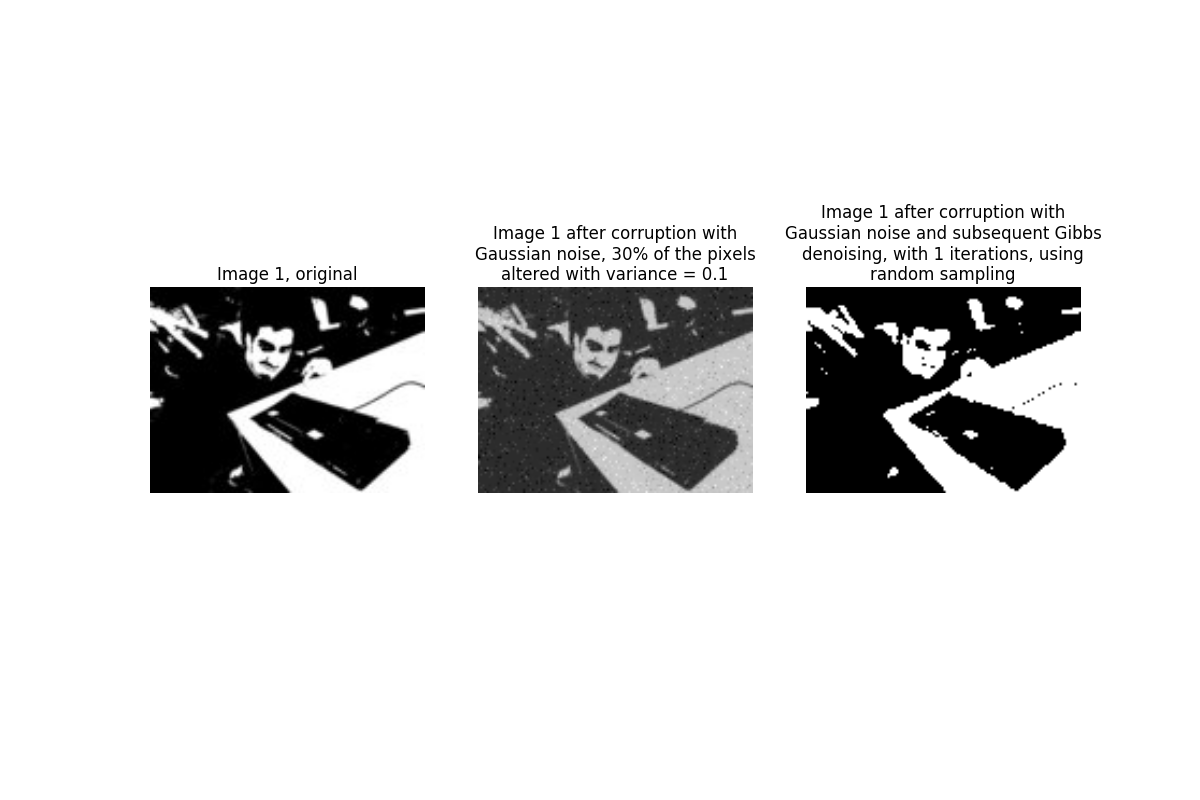 Image 1, original
Image 1 after corruption with
Gaussian noise, 30% of the pixels
altered with variance = 0.1
Image 1 after corruption with
Gaussian noise and subsequent Gibbs
denoising, with 1 iterations, using
random sampling